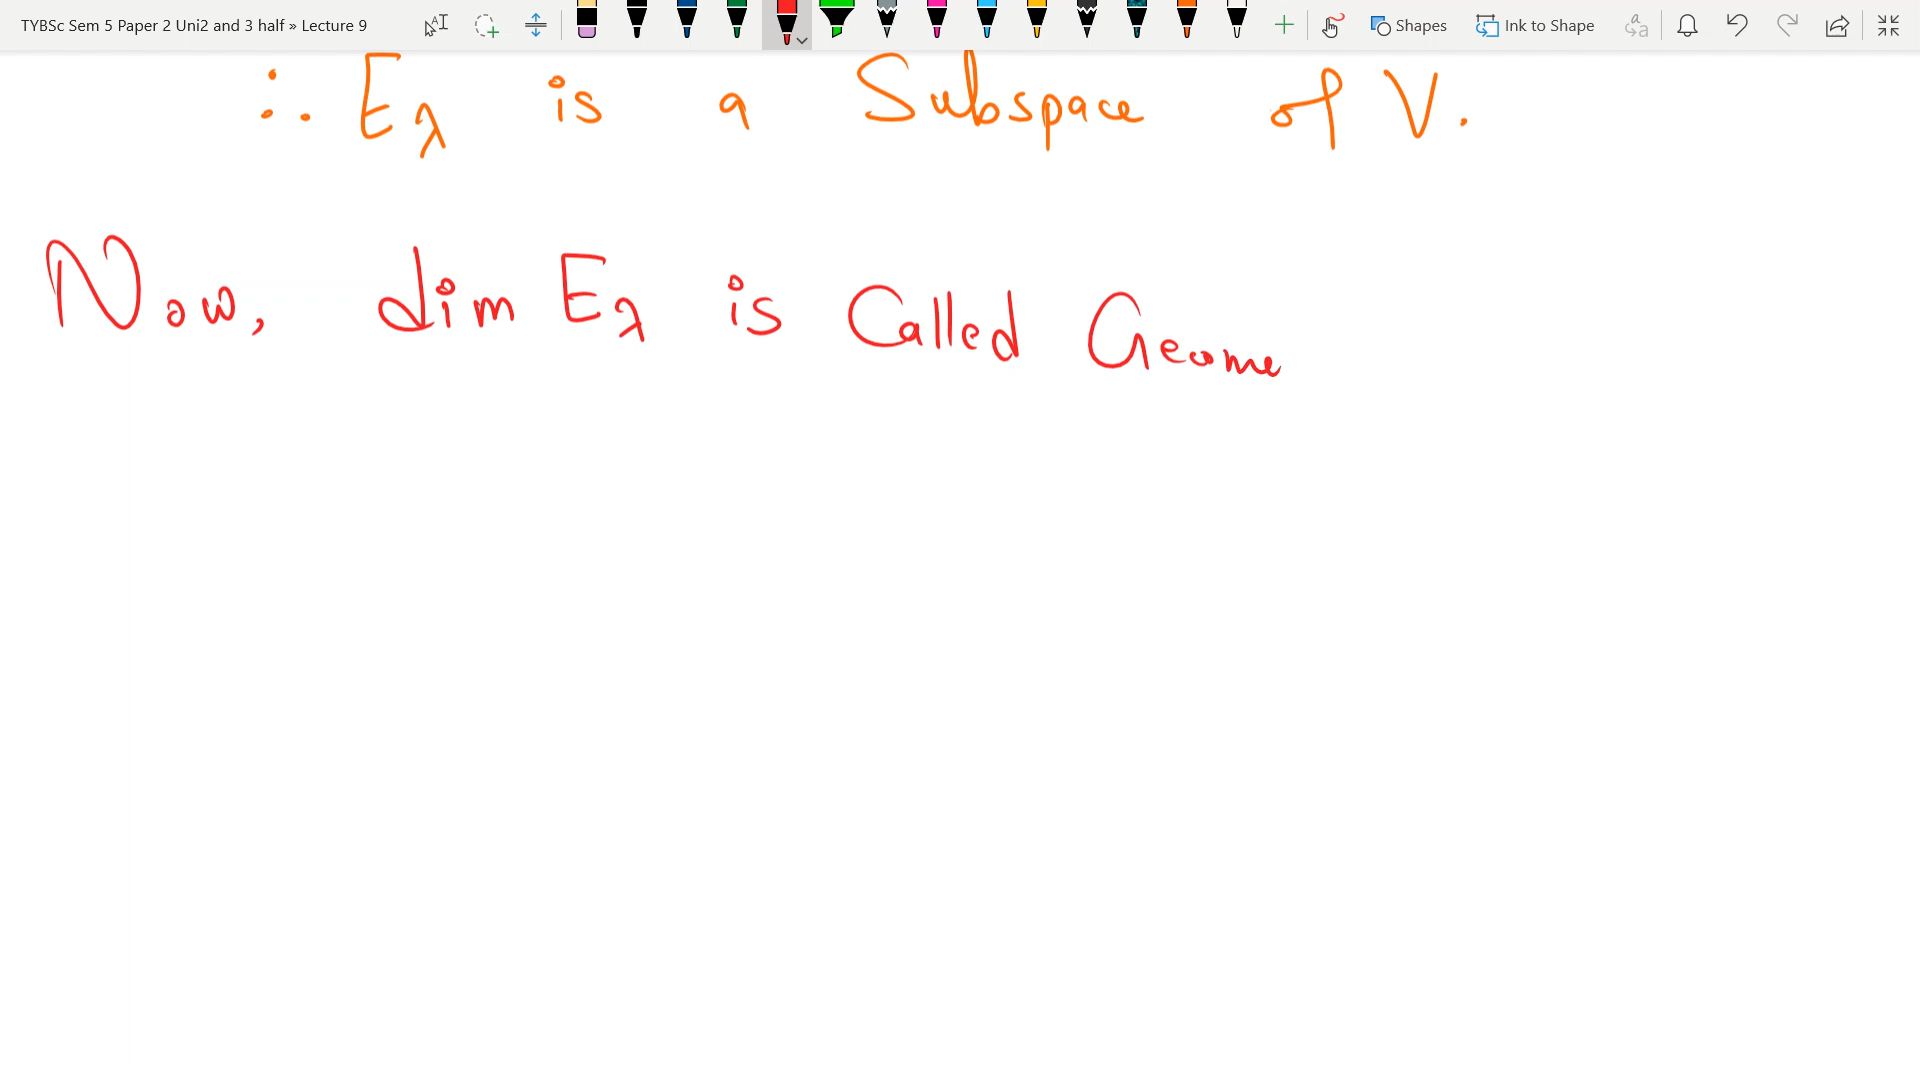 TYBSc Sem 5 Paper 2 Uni2 and 3 half » Lecture 9 Shapes Ink to Shape
∴ Eλ is a Subspace of V.
Now, dim Eλ is Called Geome